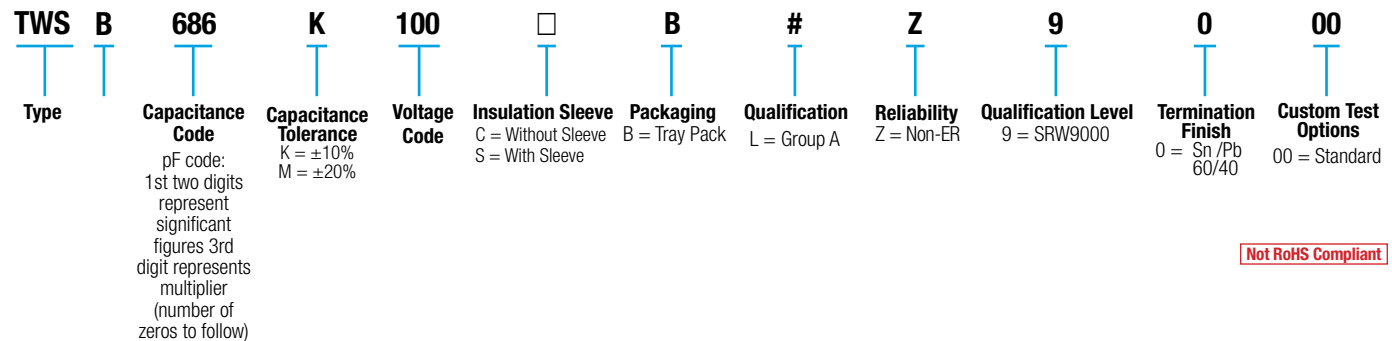 TWS B 686 K 100 □ B # Z 9 0 00
Type
Capacitance
Code
pF code:
1st two digits
represent
significant
figures 3rd
digit represents
multiplier
(number of
zeros to follow)
Capacitance
Tolerance
K = ±10%
M = ±20%
Voltage
Code
Insulation Sleeve
C = Without Sleeve
S = With Sleeve
Packaging
B = Tray Pack
Qualification
L = Group A
Reliability
Z = Non-ER
Qualification Level
9 = SRW9000
Termination
Finish
0 = Sn /Pb
60/40
Custom Test
Options
00 = Standard
Not RoHS Compliant